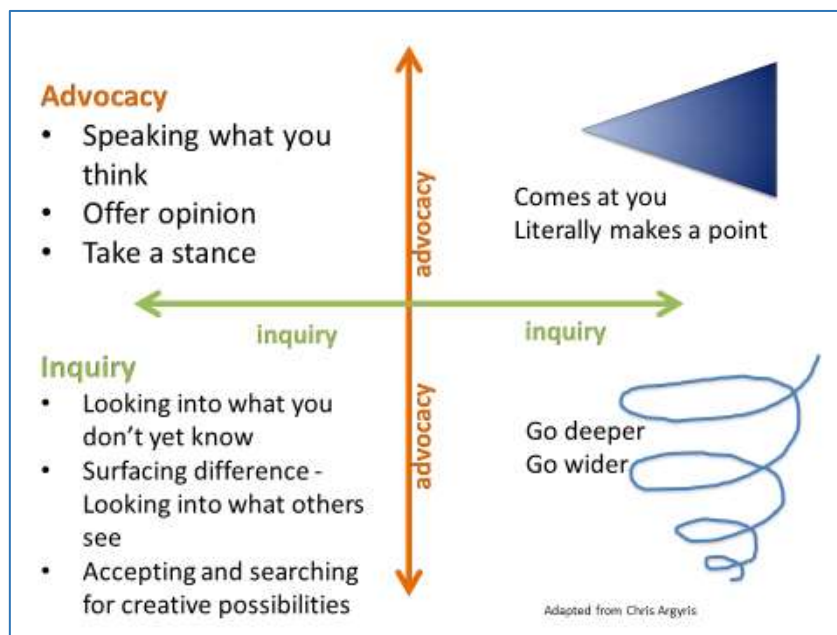 Advocacy
• Speaking what you
think
• Offer opinion
• Take a stance
advocacy
Comes at you
Literally makes a point
inquiry
inquiry
Inquiry
• Looking into what you
don't yet know
• Surfacing difference -
Looking into what others
see
• Accepting and searching
for creative possibilities
advocacy
Go deeper
Go wider
Adapted from Chris Argyris